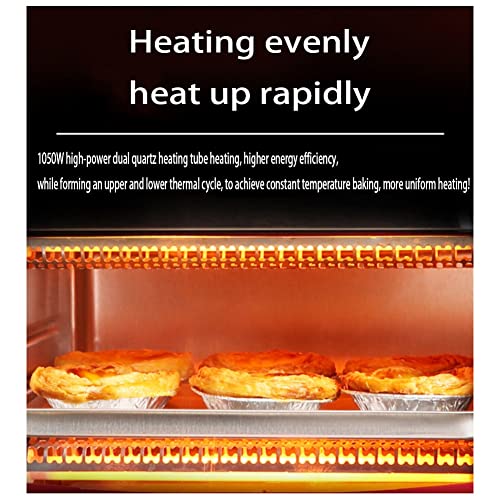 Heating evenly
heat up rapidly
1050W high-power dual quartz heating tube heating, higher energy efficiency,
while forming an upper and lower thermal cycle, to achieve constant temperature baking, more uniform heating!